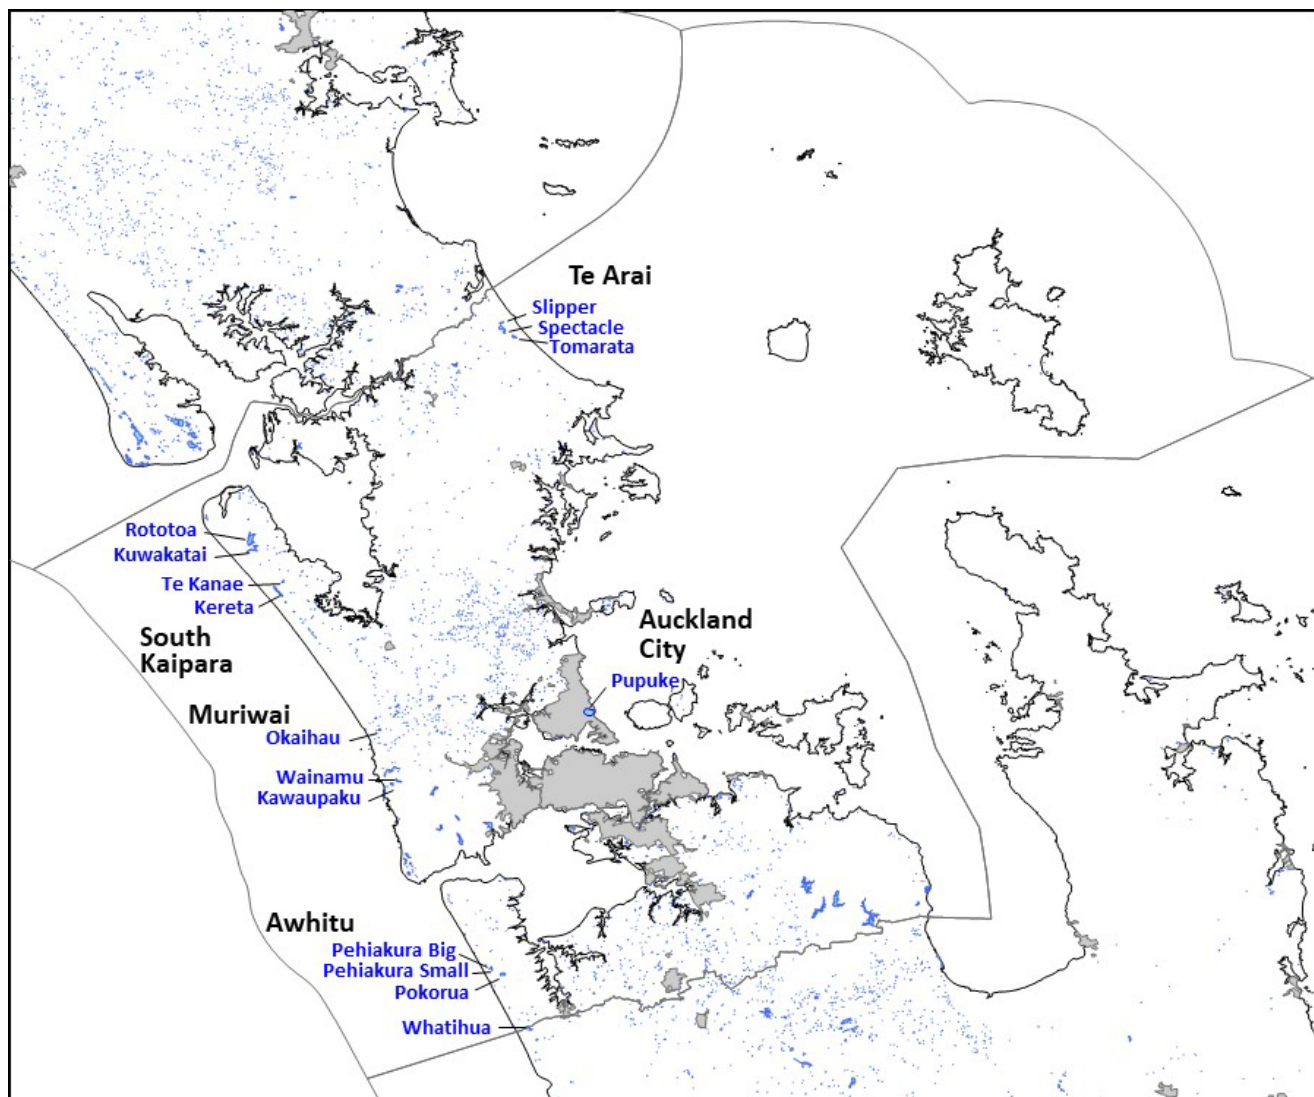 Te Arai
Slipper
Spectacle
Tomarata
Rototoa
Kuwakatai
Te Kanae
Kereta
South
Kaipara
Auckland
City
Pupuke
Muriwai
Okaihau
Wainamu
Kawaupaku
Awhitu
Pehiakura Big
Pehiakura Small
Pokorua
Whatihua